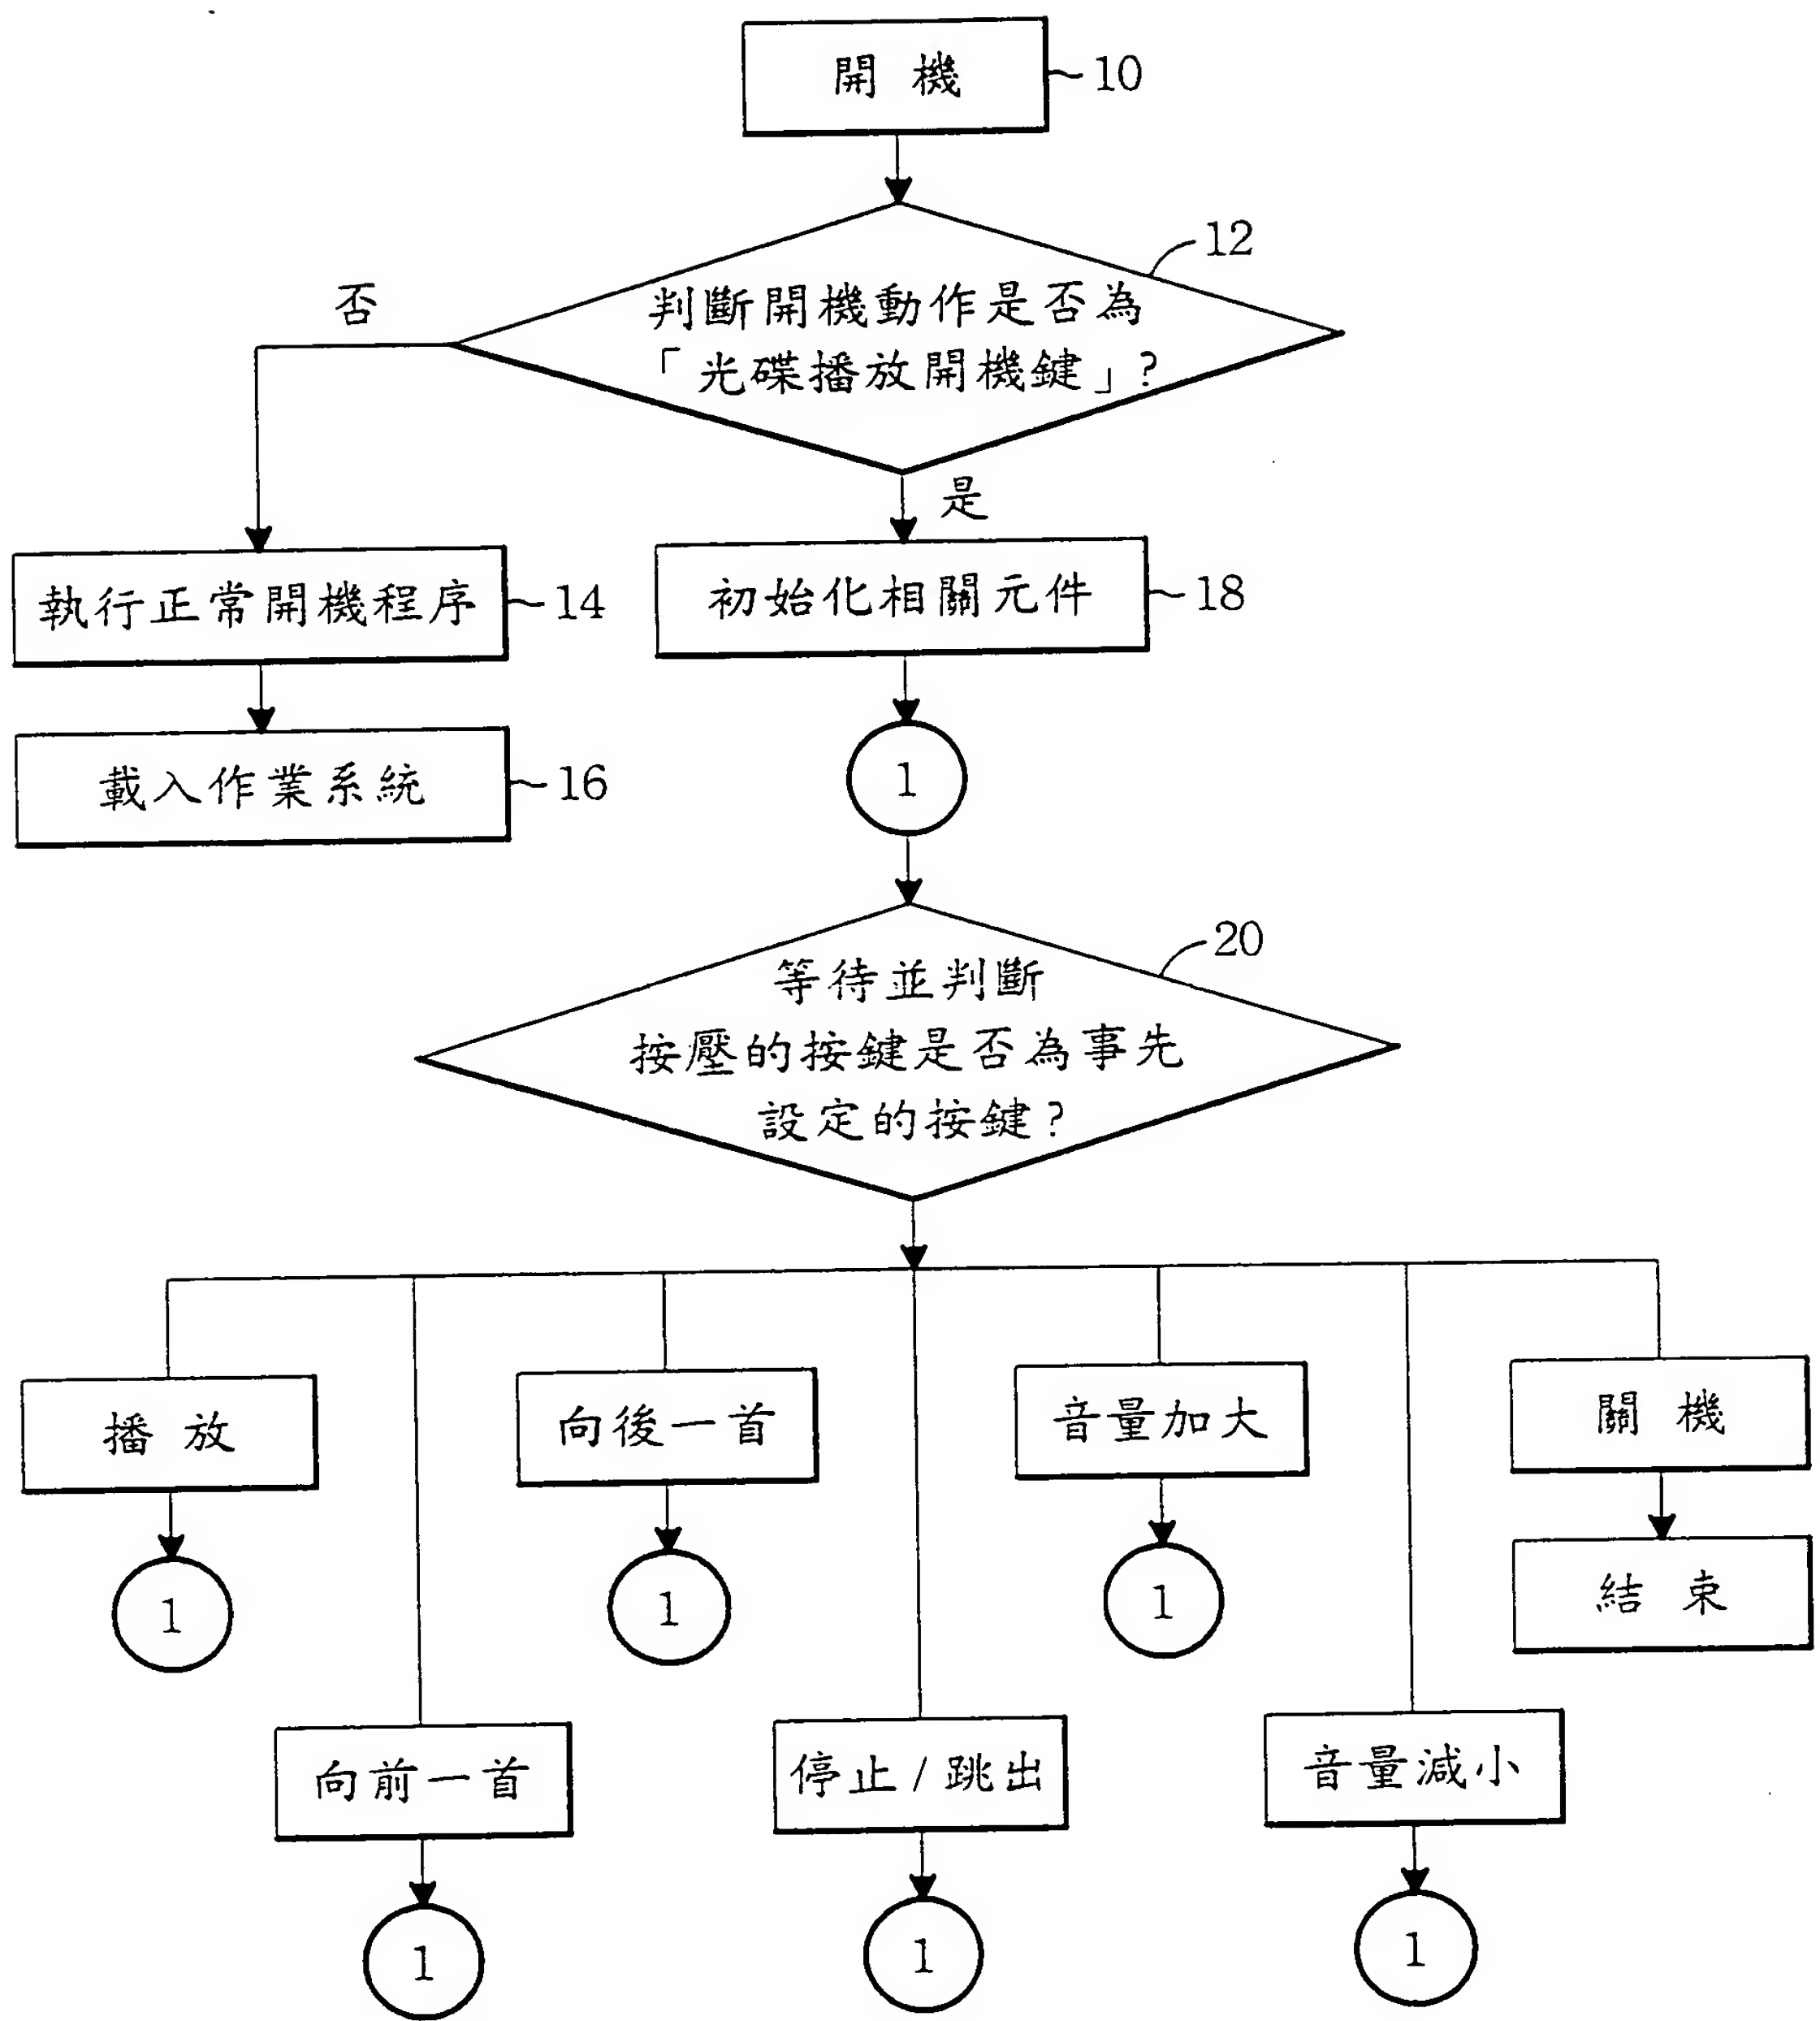 開機
10
12
否
判斷開機動作是否為
「光碟播放開機鍵」?
是
執行正常開機程序
14
初始化相關元件
18
載入作業系統
16
1
20
等待並判斷
按壓的按鍵是否為事先
設定的按鍵?
播放
向後一首
音量加大
關機
1
1
1
結束
向前一首
停止/跳出
音量減小
1
1
1